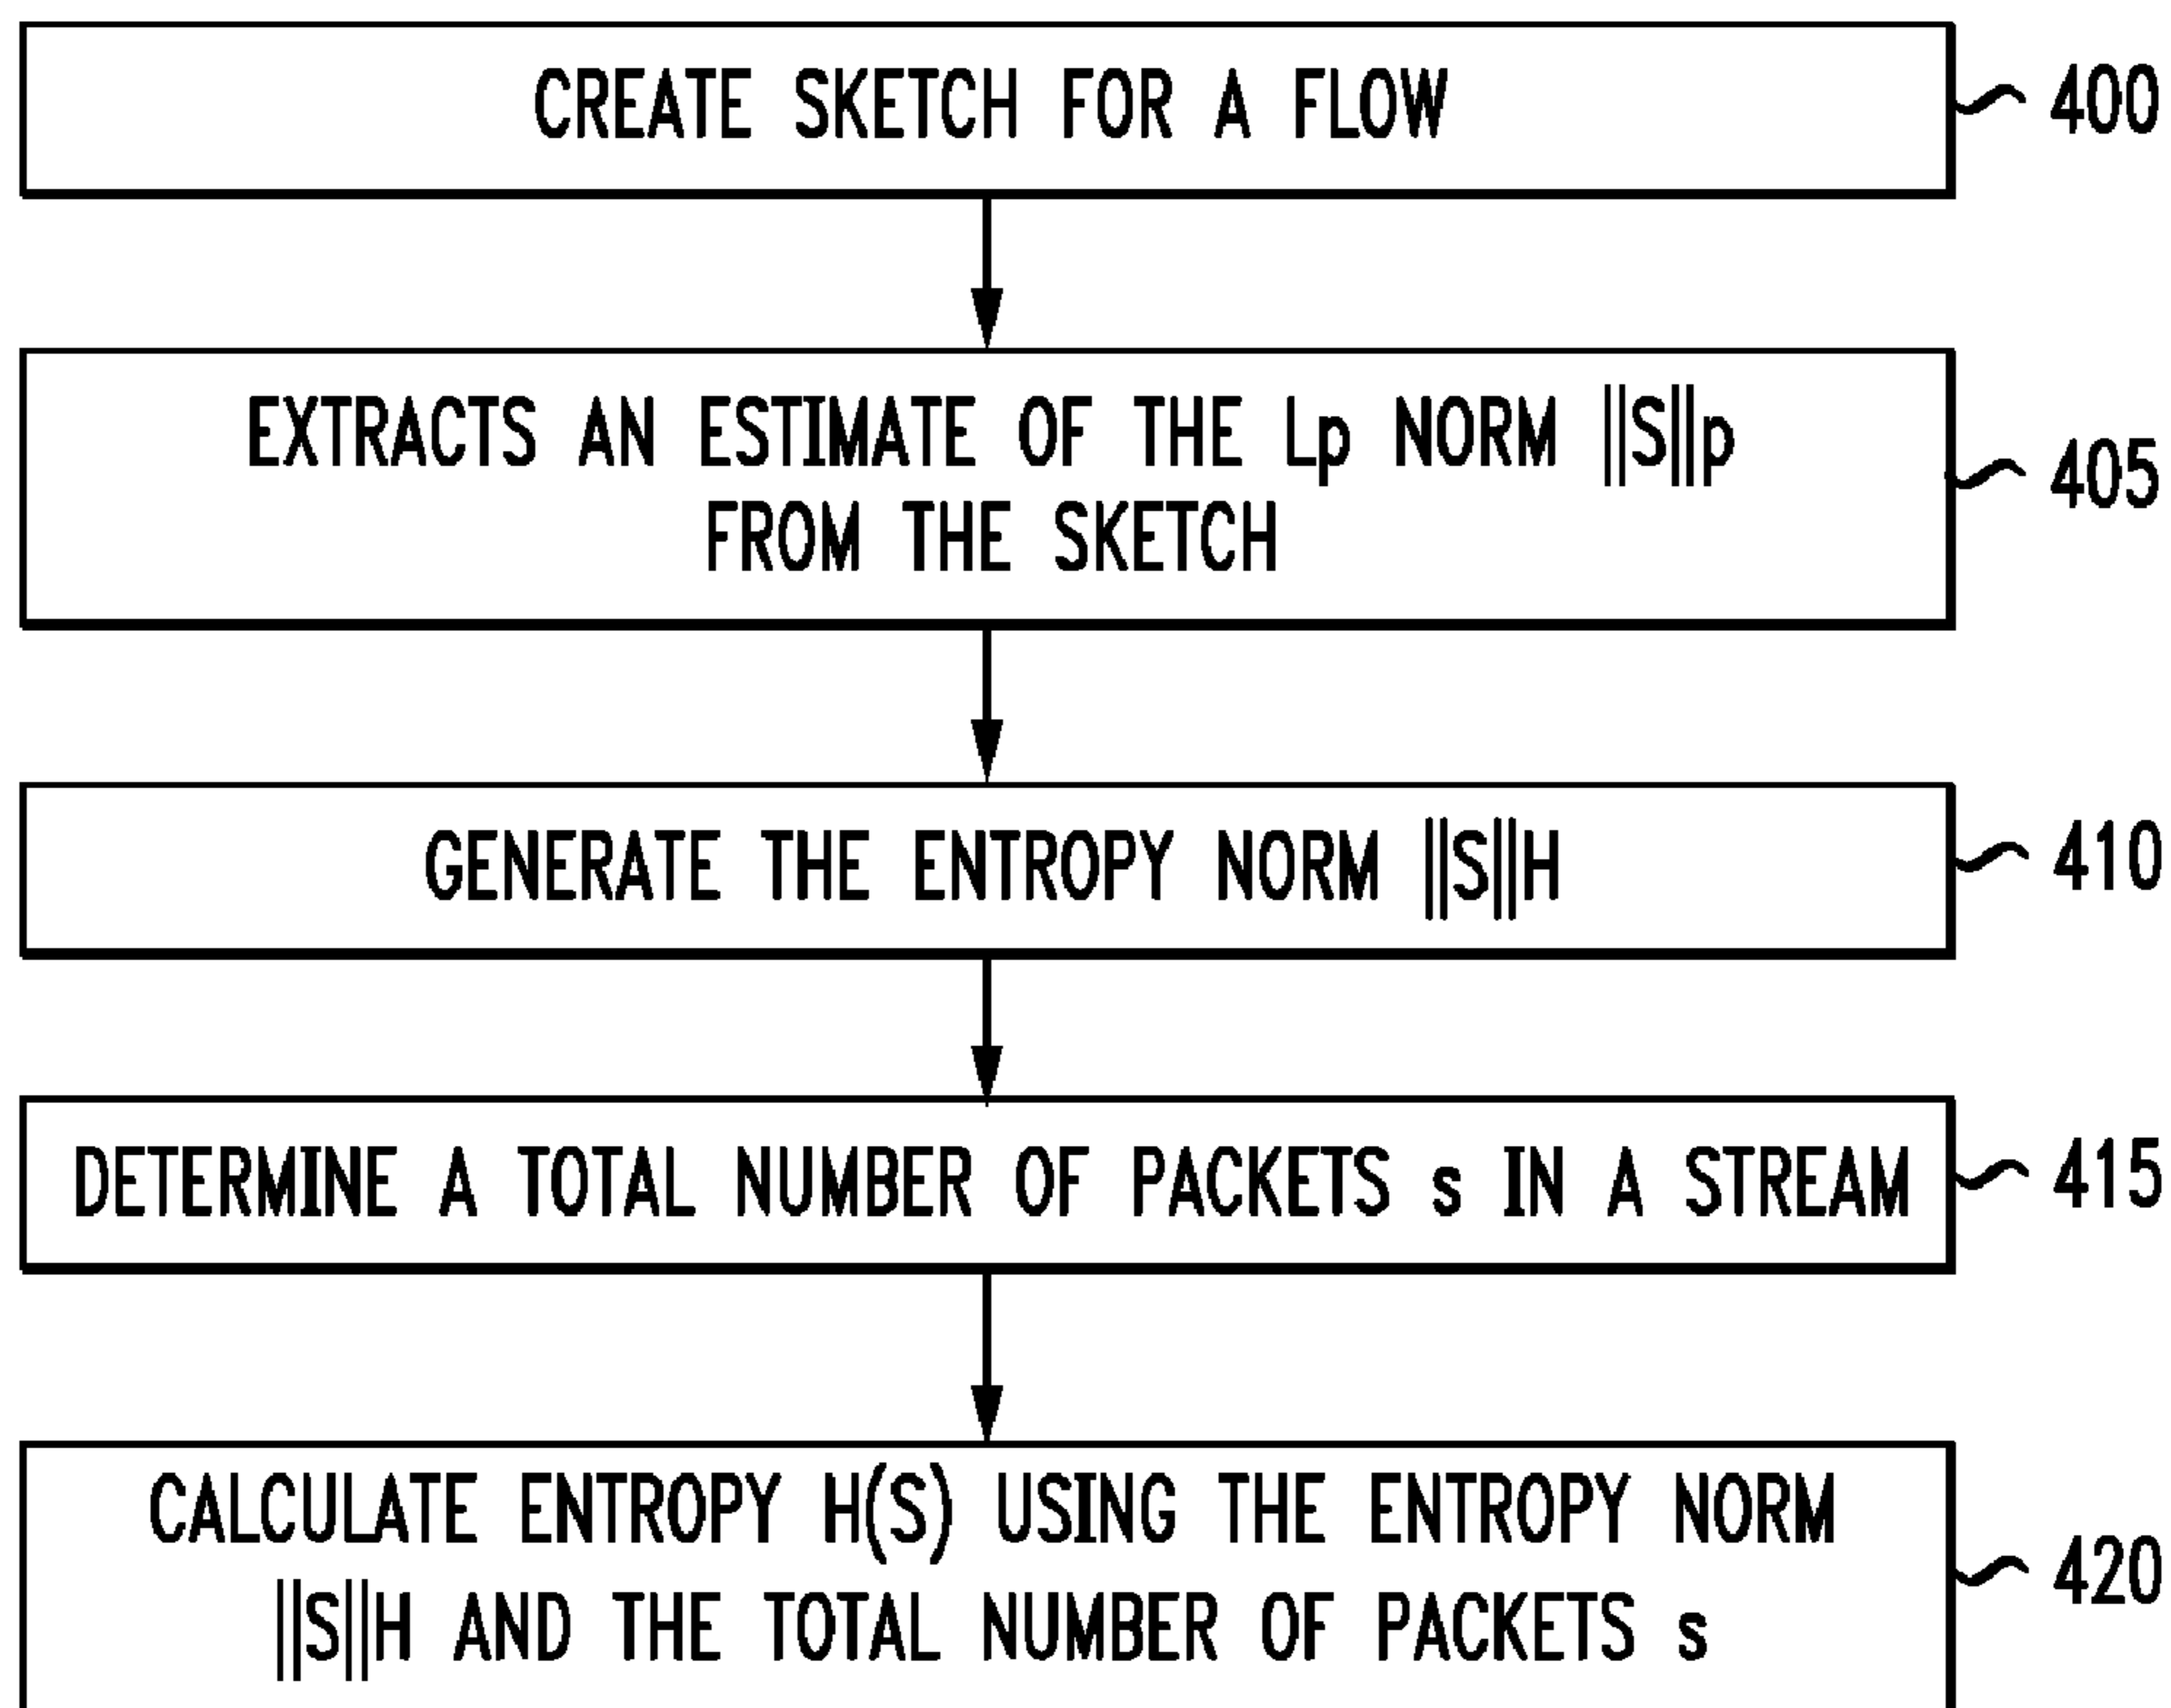 CREATE SKETCH FOR A FLOW
400
EXTRACTS AN ESTIMATE OF THE Lp NORM ||S||p
FROM THE SKETCH
405
GENERATE THE ENTROPY NORM ||S||H
410
DETERMINE A TOTAL NUMBER OF PACKETS s IN A STREAM
415
CALCULATE ENTROPY H(S) USING THE ENTROPY NORM
||S||H AND THE TOTAL NUMBER OF PACKETS s
420